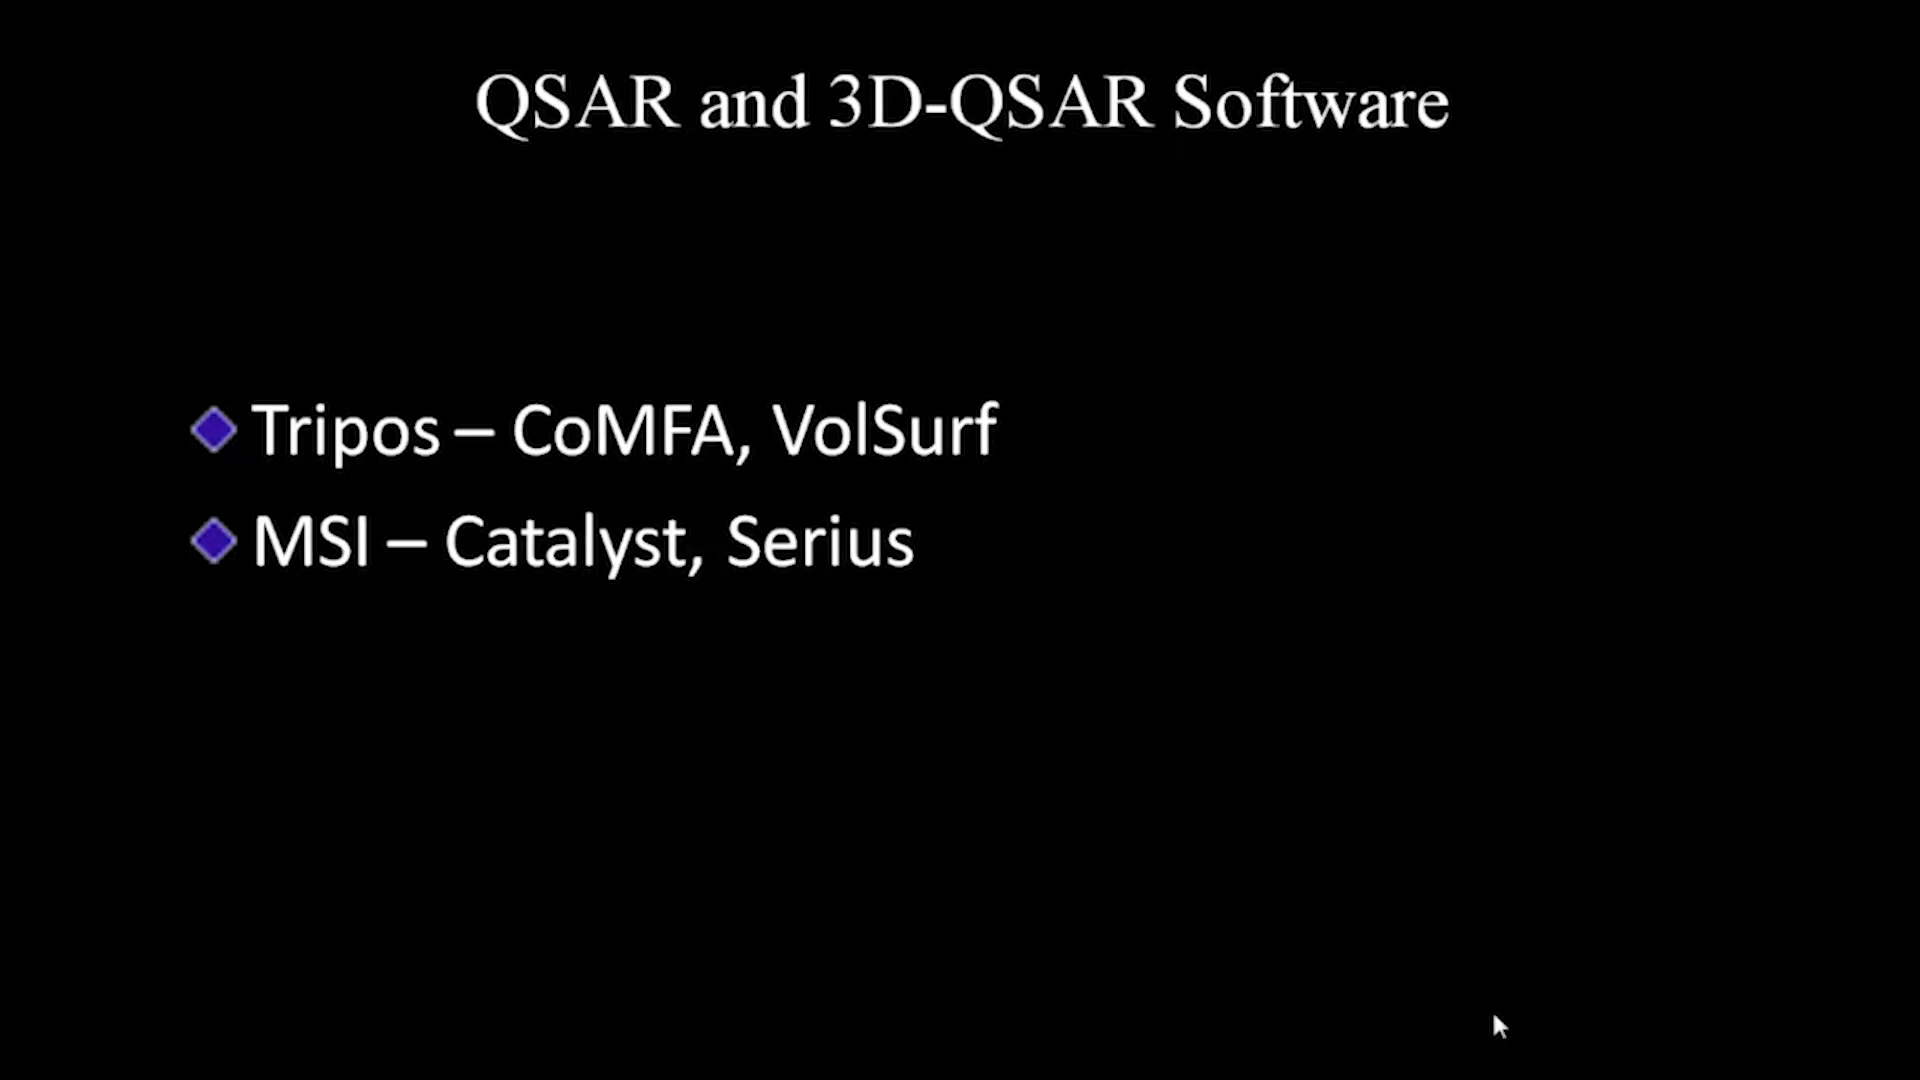 QSAR and 3D-QSAR Software
Tripos – CoMFA, VolSurf
MSI – Catalyst, Serius